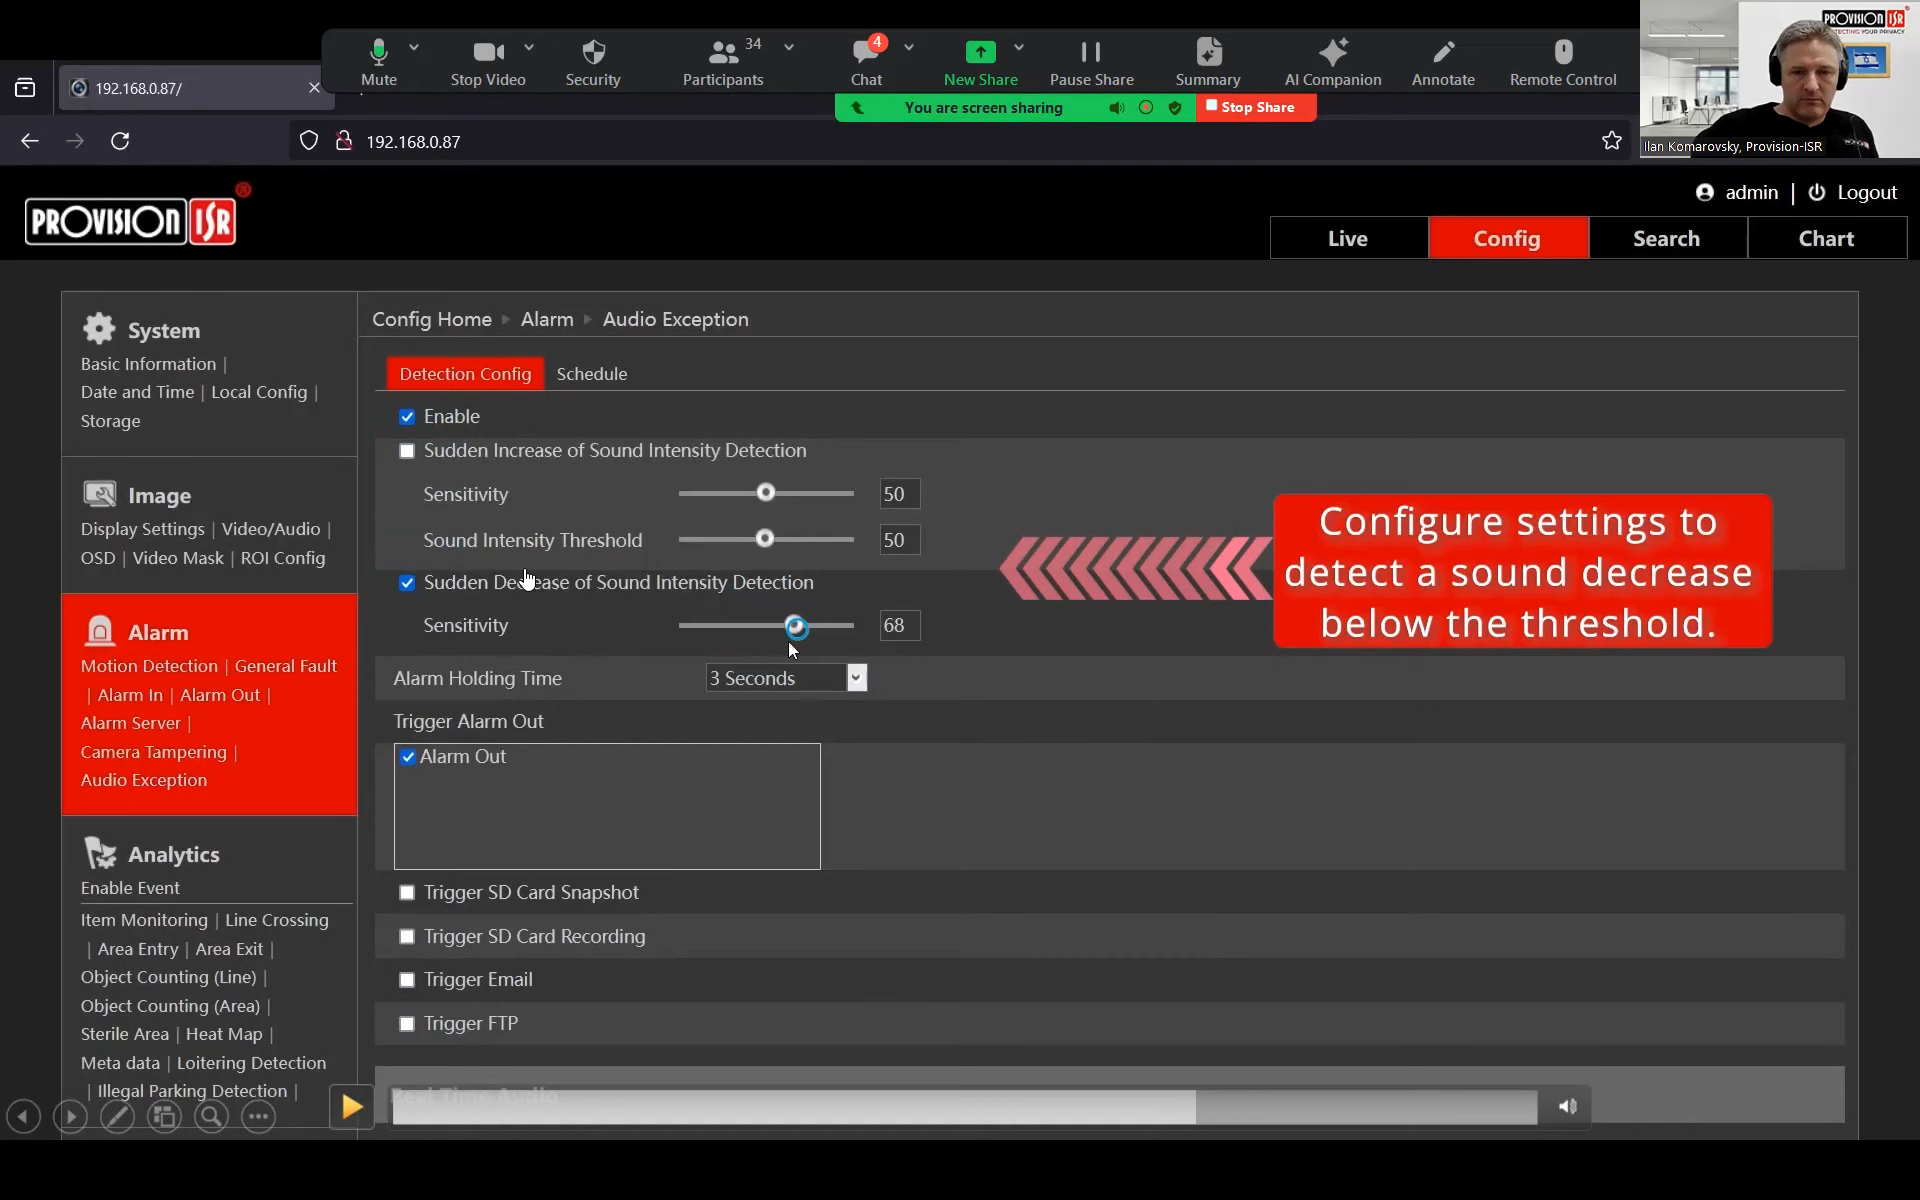 Mute
Stop Video
Security
34
Participants
4
Chat
New Share
Pause Share
Summary
AI Companion
Annotate
Remote Control
PROVISION ISR
PROTECTING YOUR PRIVACY
Ilan Komarovsky, Provision-ISR
192.168.0.87/
You are screen sharing
Stop Share
192.168.0.87
PROVISION ISR ®
admin | Logout
Live
Config
Search
Chart
System
Basic Information |
Date and Time | Local Config |
Storage
Image
Display Settings | Video/Audio |
OSD | Video Mask | ROI Config
Alarm
Motion Detection | General Fault
| Alarm In | Alarm Out |
Alarm Server |
Camera Tampering |
Audio Exception
Analytics
Enable Event
Item Monitoring | Line Crossing
| Area Entry | Area Exit |
Object Counting (Line) |
Object Counting (Area) |
Sterile Area | Heat Map |
Meta data | Loitering Detection
| Illegal Parking Detection |
Config Home ▸ Alarm ▸ Audio Exception
Detection Config
Schedule
Enable
Sudden Increase of Sound Intensity Detection
Sensitivity
50
Sound Intensity Threshold
50
Sudden Decrease of Sound Intensity Detection
Sensitivity
68
Alarm Holding Time
3 Seconds
Trigger Alarm Out
Alarm Out
Trigger SD Card Snapshot
Trigger SD Card Recording
Trigger Email
Trigger FTP
Real Time Audio
Configure settings to
detect a sound decrease
below the threshold.